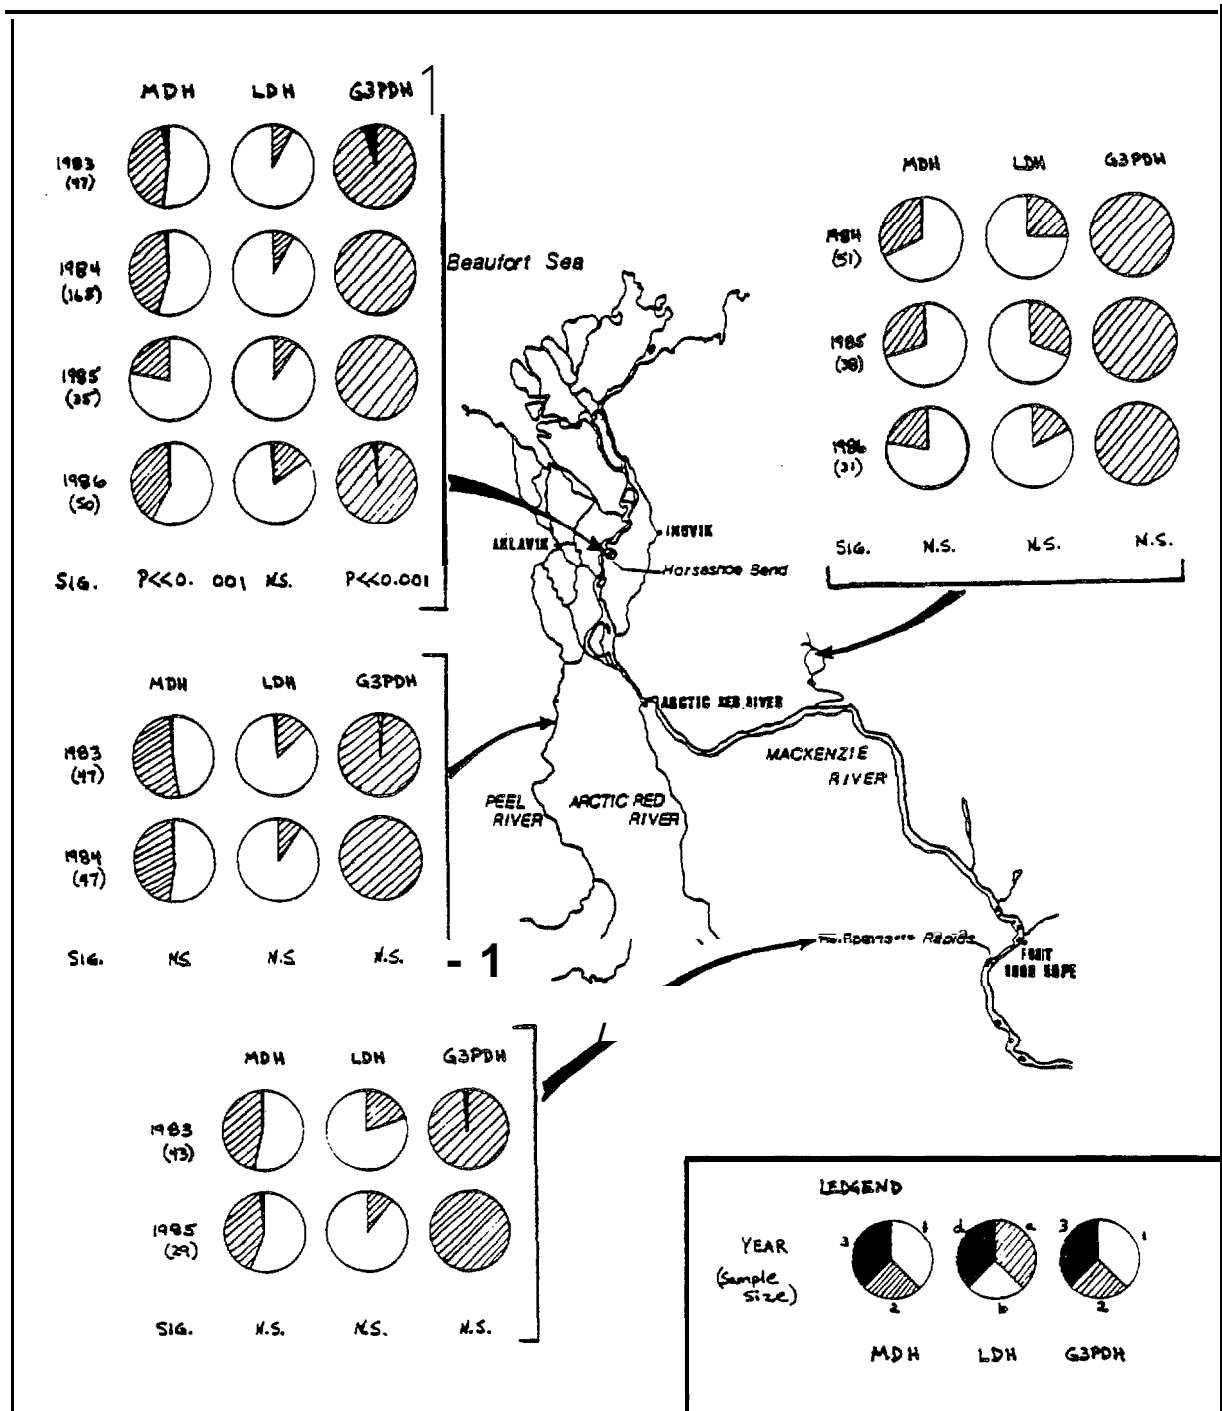 MDH LDH G3PDH
1983
(47)
1984
(168)
1985
(35)
1986
(50)
SIG. P<<0. 001 N.S. P<<0.001
Beaufort Sea
MDH LDH G3PDH
1984
(51)
1985
(38)
1986
(31)
SIG. N.S. N.S. N.S.
AKLAVIK
INUVIK
Horseshoe Bend
MDH LDH G3PDH
1983
(47)
1984
(47)
SIG. NS N.S N.S.
- 1
ARCTIC RED RIVER
MACKENZIE
RIVER
PEEL
RIVER
ARCTIC RED
RIVER
Rapids
FORT
GOOD HOPE
MDH LDH G3PDH
1983
(43)
1985
(29)
SIG. N.S. N.S. N.S.
LEDGEND
YEAR
(Sample
Size)
3 1
2
d a
b
3 1
2
MDH LDH G3PDH